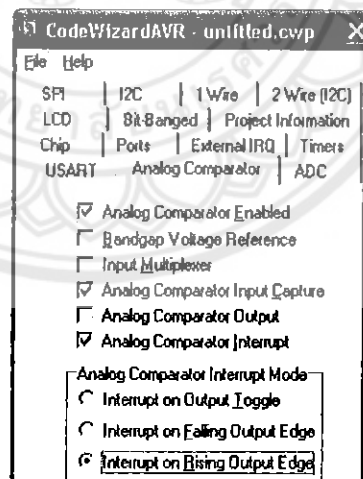 CodeWizardAVR - untitled.cwp
File Help
SPI I2C 1 Wire 2 Wire (I2C)
LCD Bit-Banged Project Information
Chip Ports External IRQ Timers
USART Analog Comparator ADC
Analog Comparator Enabled
Bandgap Voltage Reference
Input Multiplexer
Analog Comparator Input Capture
Analog Comparator Output
Analog Comparator Interrupt
Analog Comparator Interrupt Mode
Interrupt on Output Toggle
Interrupt on Falling Output Edge
Interrupt on Rising Output Edge